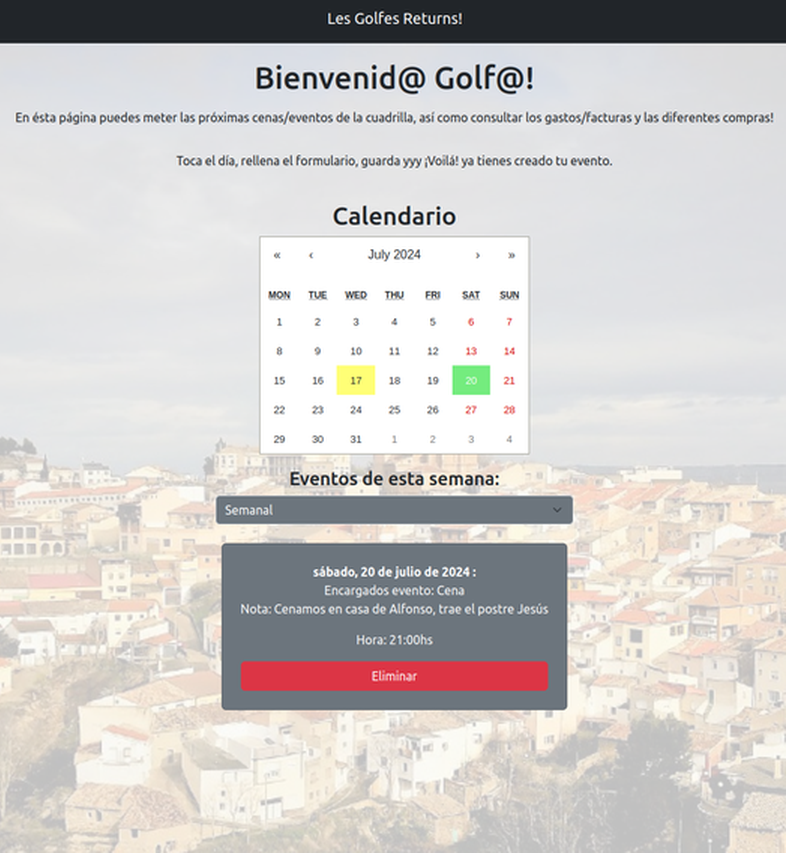 Les Golfes Returns!
Bienvenid@ Golf@!
En ésta página puedes meter las próximas cenas/eventos de la cuadrilla, así como consultar los gastos/facturas y las diferentes compras!
Toca el día, rellena el formulario, guarda yyy ¡Voilá! ya tienes creado tu evento.
Calendario
« ‹ July 2024 › »
MON TUE WED THU FRI SAT SUN
1 2 3 4 5 6 7
8 9 10 11 12 13 14
15 16 17 18 19 20 21
22 23 24 25 26 27 28
29 30 31 1 2 3 4
Eventos de esta semana:
Semanal
sábado, 20 de julio de 2024 :
Encargados evento: Cena
Nota: Cenamos en casa de Alfonso, trae el postre Jesús
Hora: 21:00hs
Eliminar